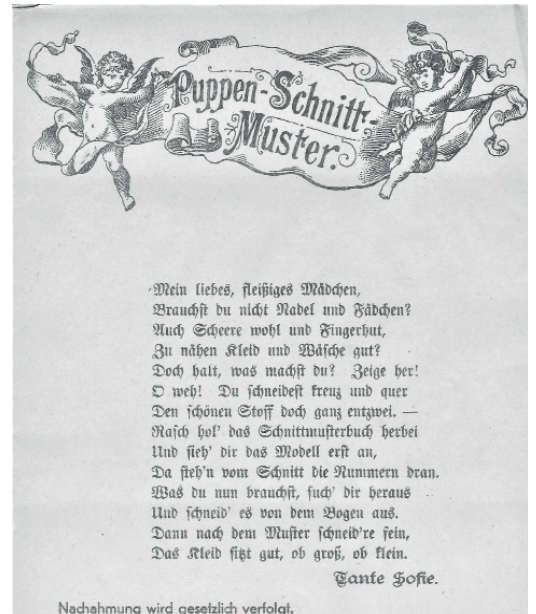 Puppen-Schnitt-
Muster.
Mein liebes, fleißiges Mädchen,
Brauchst du nicht Nadel und Fädchen?
Auch Scheere wohl und Fingerhut,
Zu nähen Kleid und Wäsche gut?
Doch halt, was machst du? Zeige her!
O weh! Du schneidest kreuz und quer
Den schönen Stoff doch ganz entzwei. —
Rasch hol' das Schnittmusterbuch herbei
Und sieh' dir das Modell erst an,
Da steh'n vom Schnitt die Nummern dran.
Was du nun brauchst, such' dir heraus
Und schneid' es von dem Bogen aus.
Dann nach dem Muster schneid're fein,
Das Kleid sitzt gut, ob groß, ob klein.
Tante Sofie.
Nachahmung wird gesetzlich verfolgt.